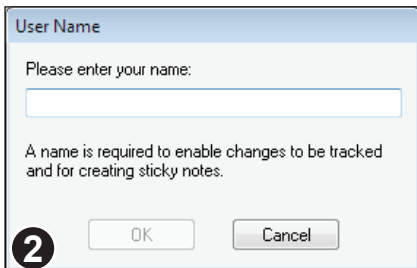 User Name
Please enter your name:
A name is required to enable changes to be tracked
and for creating sticky notes.
OK Cancel
2